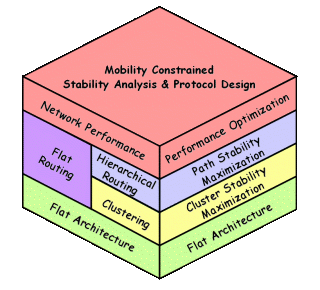 Mobility Constrained
Stability Analysis & Protocol Design
Network Performance
Flat
Routing
Hierarchical
Routing
Clustering
Flat Architecture
Performance Optimization
Path Stability
Maximization
Cluster Stability
Maximization
Flat Architecture